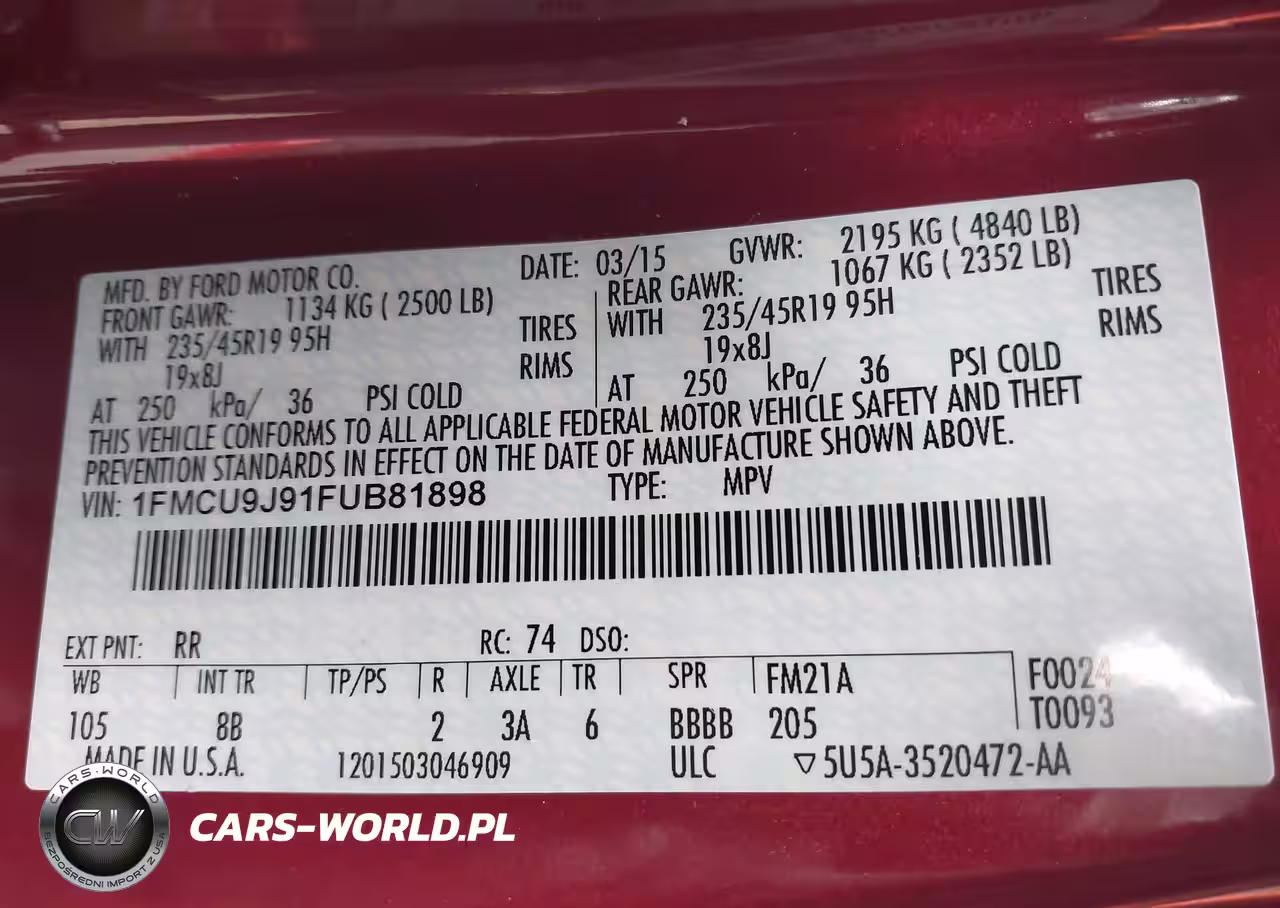 MFD. BY FORD MOTOR CO. DATE: 03/15 GVWR: 2195 KG ( 4840 LB)
FRONT GAWR: 1134 KG ( 2500 LB) REAR GAWR: 1067 KG ( 2352 LB)
WITH 235/45R19 95H TIRES WITH 235/45R19 95H TIRES
19x8J RIMS 19x8J RIMS
AT 250 kPa/ 36 PSI COLD AT 250 kPa/ 36 PSI COLD
THIS VEHICLE CONFORMS TO ALL APPLICABLE FEDERAL MOTOR VEHICLE SAFETY AND THEFT
PREVENTION STANDARDS IN EFFECT ON THE DATE OF MANUFACTURE SHOWN ABOVE.
VIN: 1FMCU9J91FUB81898 TYPE: MPV
EXT PNT: RR RC: 74 DSO:
WB INT TR TP/PS R AXLE TR SPR FM21A F0024
105 8B 2 3A 6 BBBB 205 T0093
MADE IN U.S.A. 1201503046909 ULC ▽5U5A-3520472-AA
CARS-WORLD
CW
BEZPOŚREDNI IMPORT Z USA
CARS-WORLD.PL